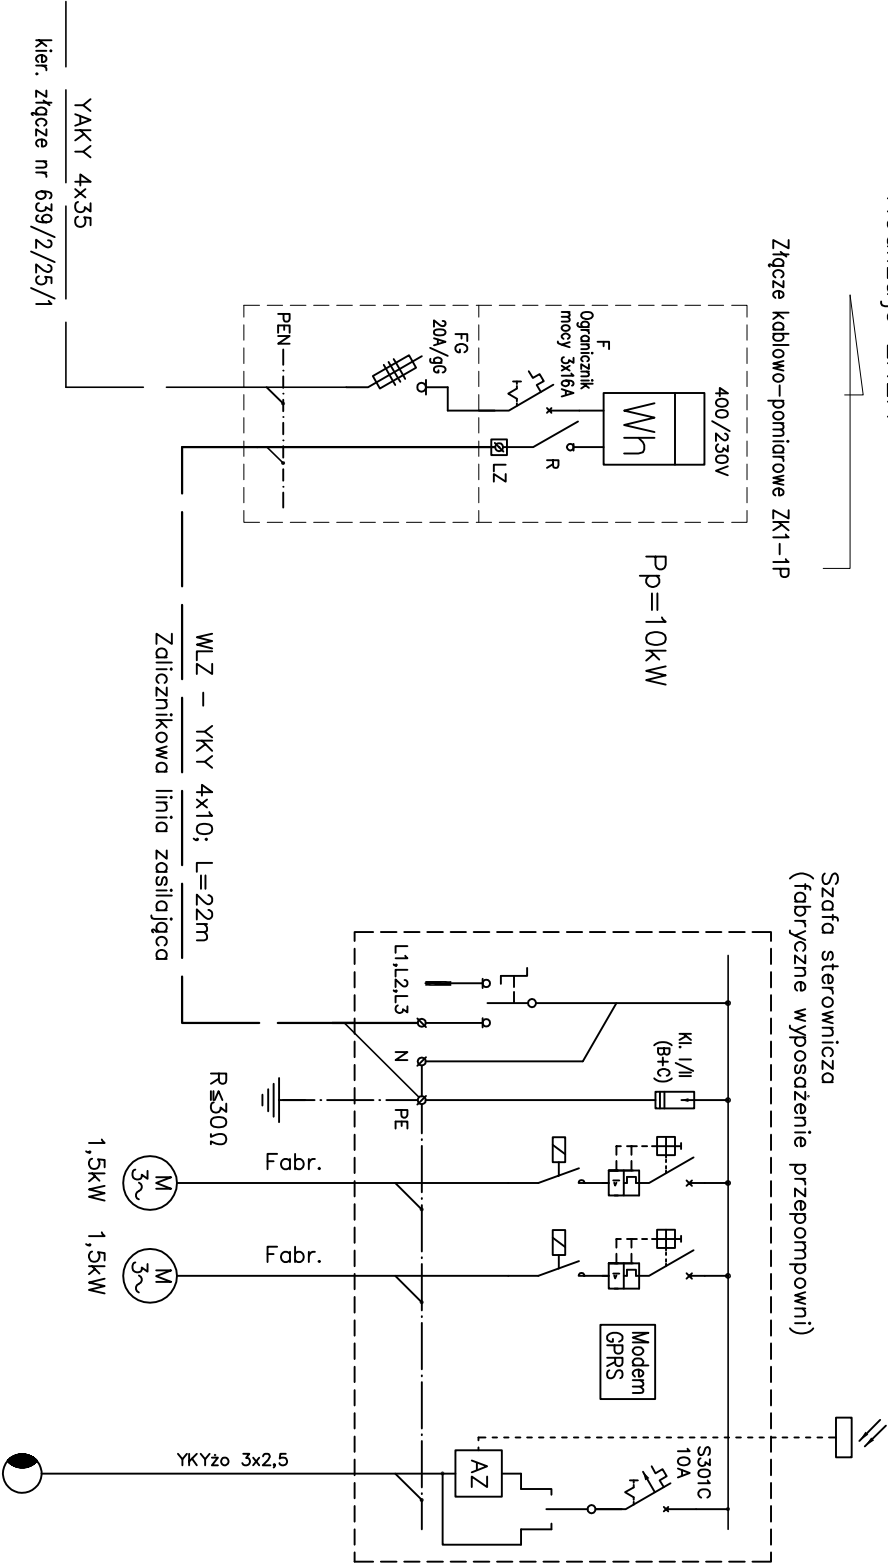 YAKY 4x35
kier. złącze nr 639/2/25/1
Złącze kablowo-pomiarowe ZK1-1P
400/230V
Wh
F
Ogranicznik
mocy 3x16A
R
LZ
FG
20A/gG
PEN
Pp=10kW
WLZ - YKY 4x10; L=22m
Zalicznikowa linia zasilająca
Szafa sterownicza
(fabryczne wyposażenie przepompowni)
L1,L2,L3
N
PE
Kl. I/II
(B+C)
R≤30Ω
Fabr.
M
3~
1,5kW
Fabr.
M
3~
1,5kW
Modem
GPRS
S301C
10A
AZ
YKYżo 3x2,5